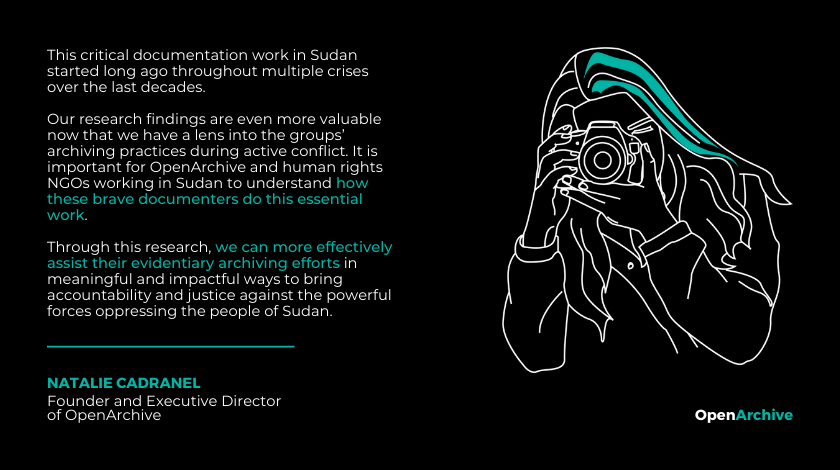 This critical documentation work in Sudan
started long ago throughout multiple crises
over the last decades.
Our research findings are even more valuable
now that we have a lens into the groups'
archiving practices during active conflict. It is
important for OpenArchive and human rights
NGOs working in Sudan to understand how
these brave documenters do this essential
work.
Through this research, we can more effectively
assist their evidentiary archiving efforts in
meaningful and impactful ways to bring
accountability and justice against the powerful
forces oppressing the people of Sudan.
NATALIE CADRANEL
Founder and Executive Director
of OpenArchive
OpenArchive